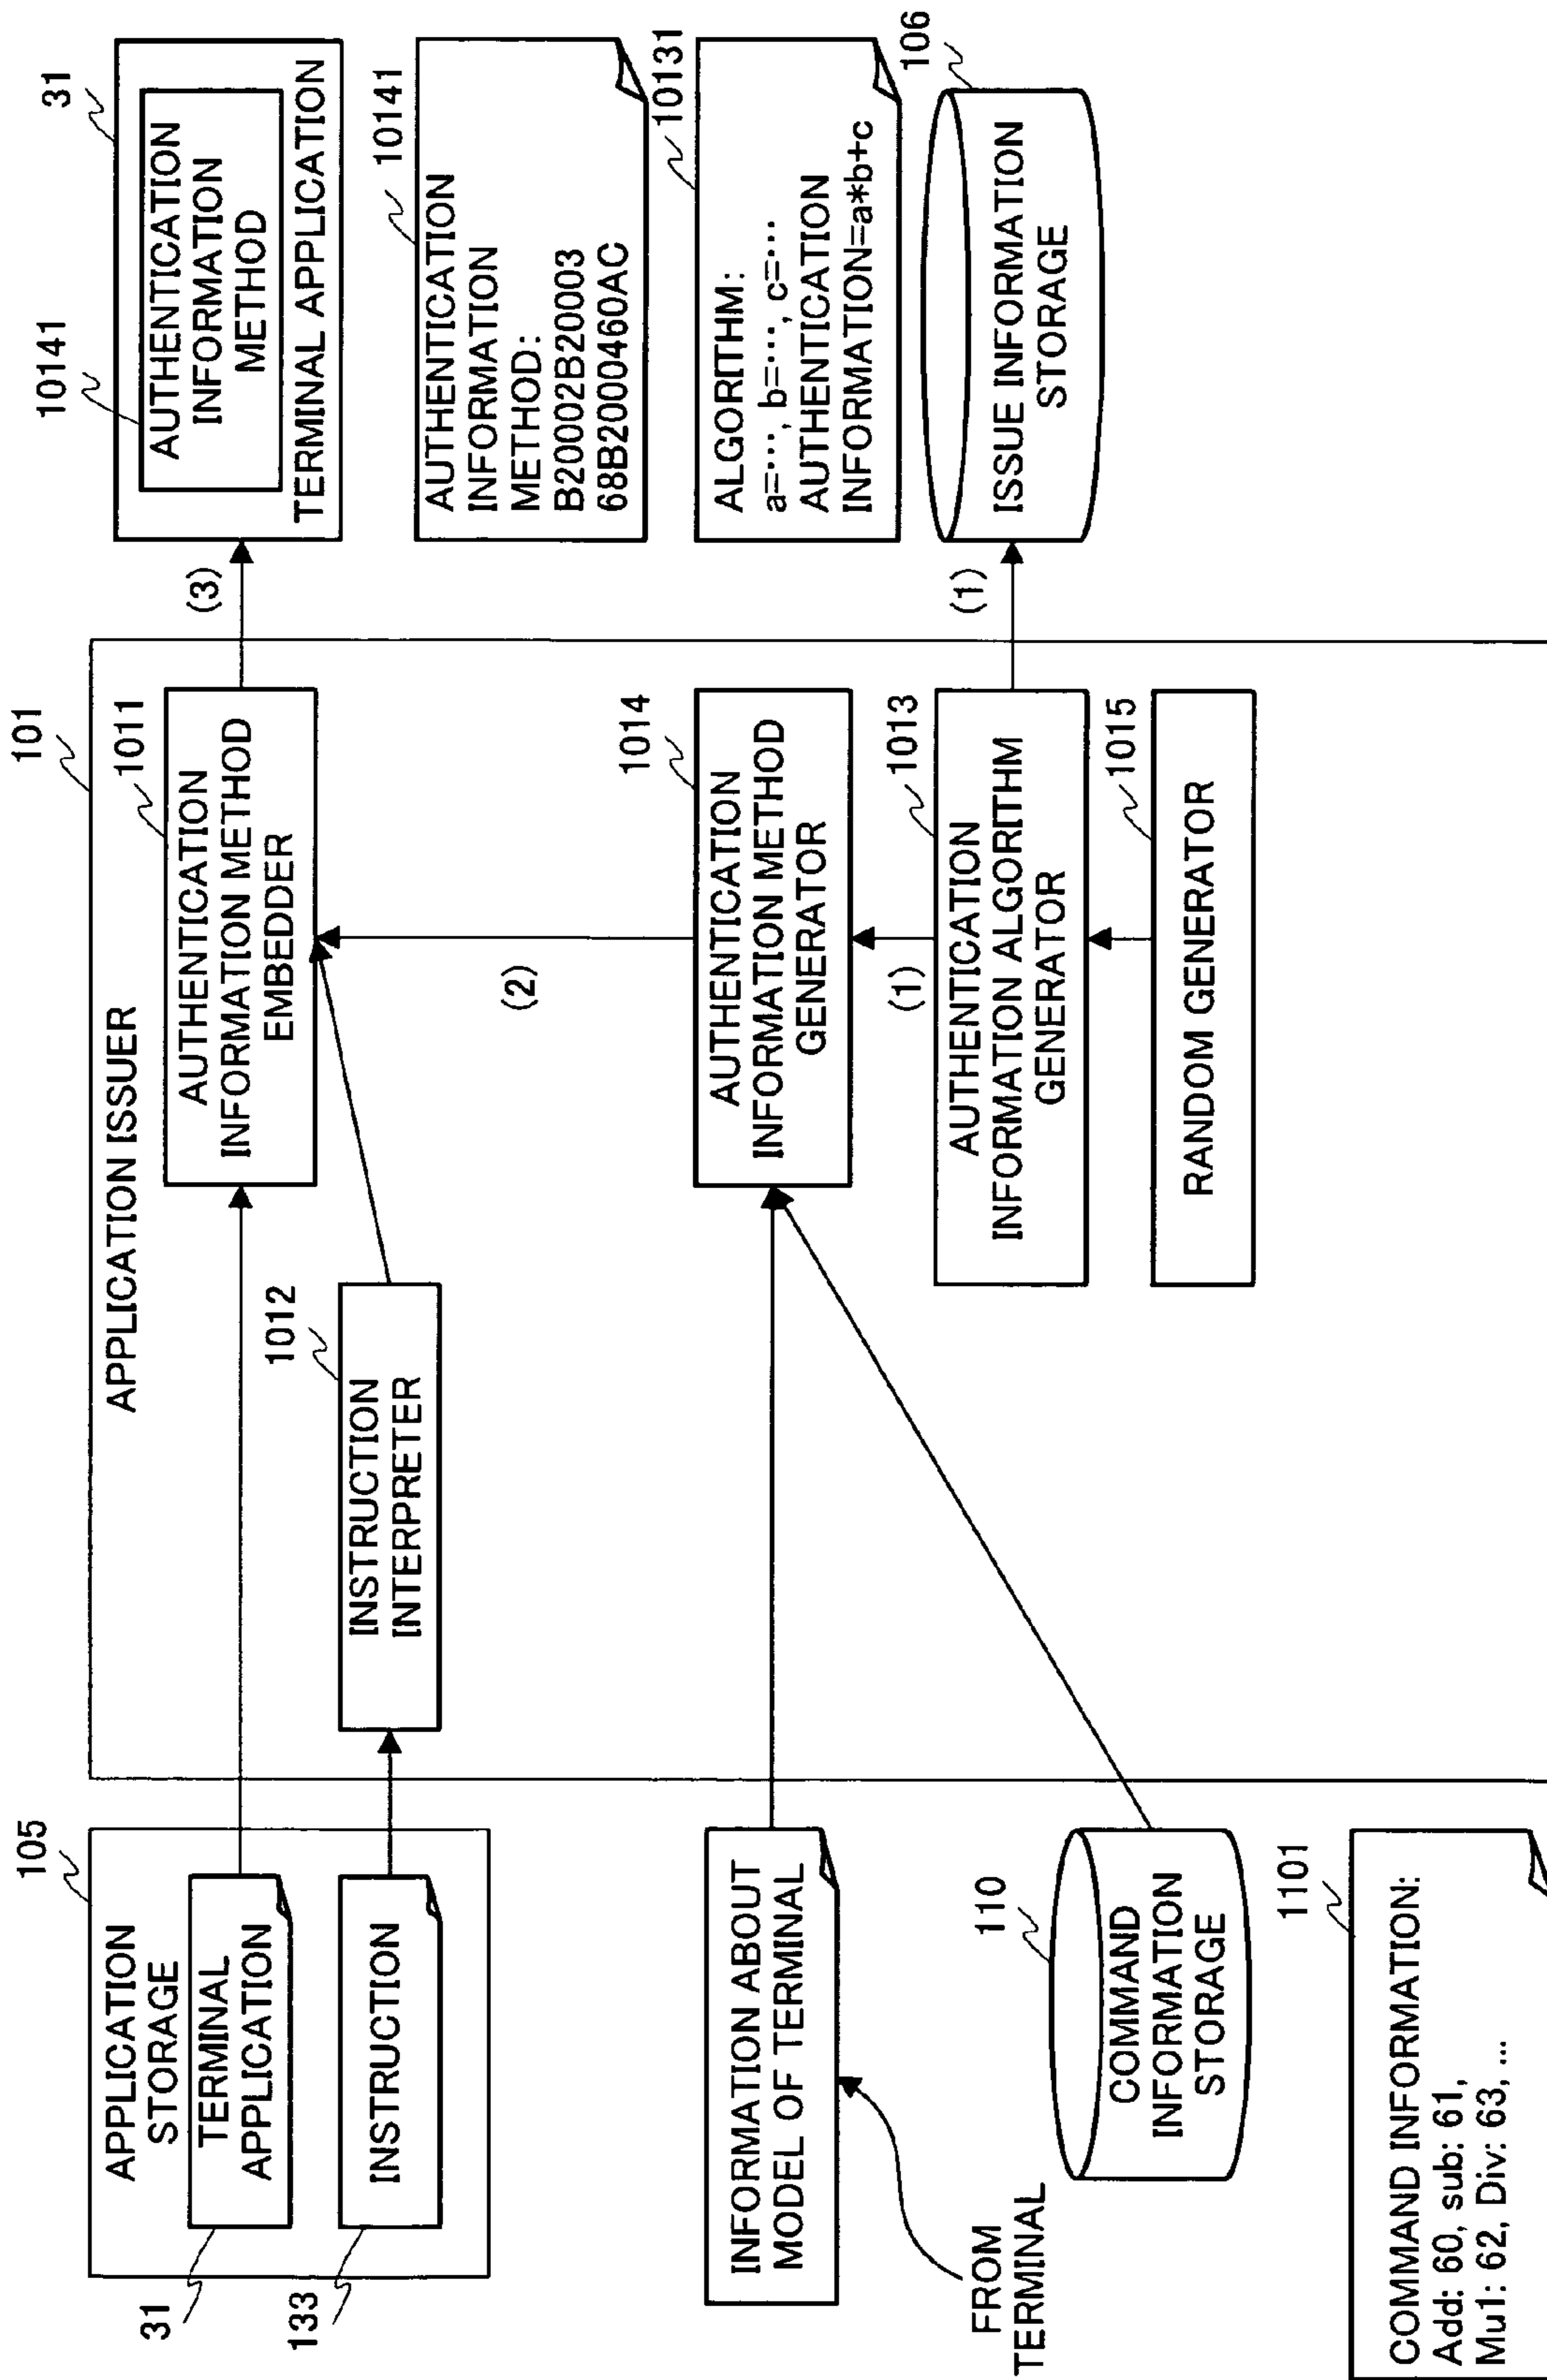 105
APPLICATION
STORAGE
TERMINAL
APPLICATION
INSTRUCTION
31
133
INFORMATION ABOUT
MODEL OF TERMINAL
FROM
TERMINAL
110
COMMAND
INFORMATION
STORAGE
1101
COMMAND INFORMATION:
Add: 60, sub: 61,
Mu1: 62, Div: 63, ...
101
APPLICATION ISSUER
1012
INSTRUCTION
INTERPRETER
1011
AUTHENTICATION
INFORMATION METHOD
EMBEDDER
(2)
1014
AUTHENTICATION
INFORMATION METHOD
GENERATOR
(1)
1013
AUTHENTICATION
INFORMATION ALGORITHM
GENERATOR
1015
RANDOM GENERATOR
(3)
(1)
10141
31
AUTHENTICATION
INFORMATION
METHOD
TERMINAL APPLICATION
10141
AUTHENTICATION
INFORMATION
METHOD:
B20002B20003
68B2000460AC
10131
ALGORITHM:
a=···, b=···, c=···
AUTHENTICATION
INFORMATION=a*b+c
106
ISSUE INFORMATION
STORAGE